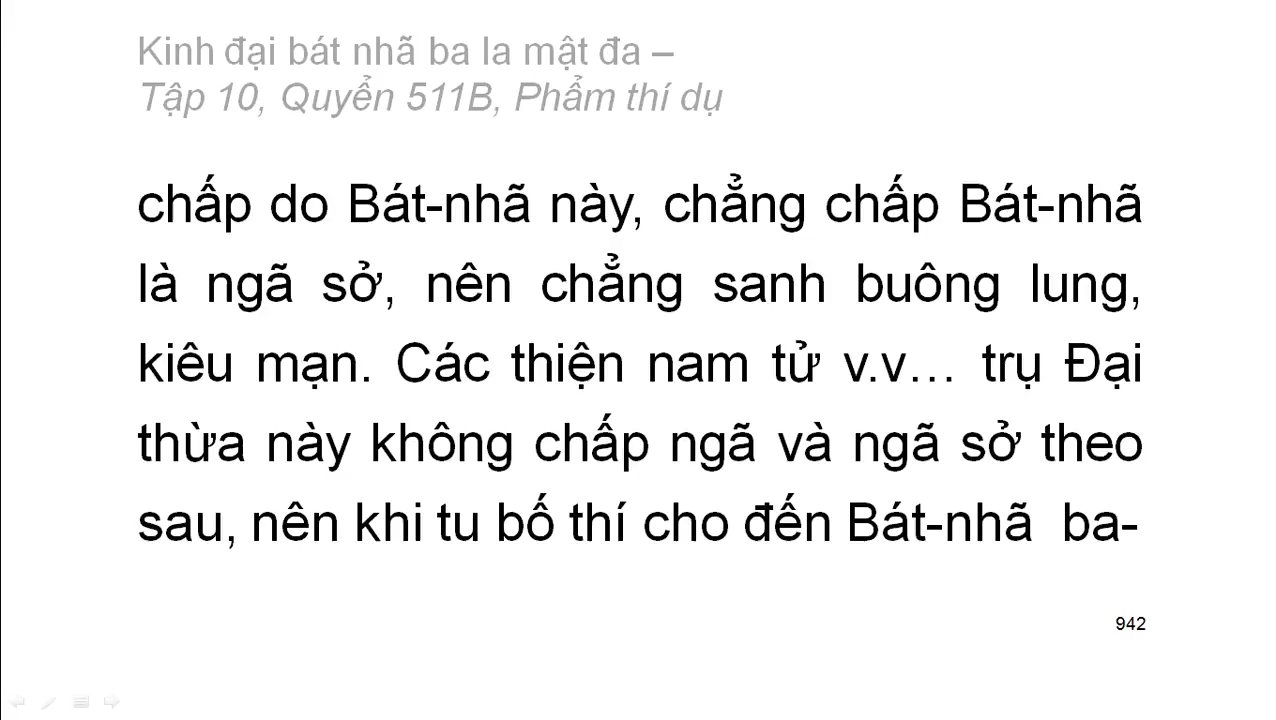 Kinh đại bát nhã ba la mật đa –
Tập 10, Quyển 511B, Phẩm thí dụ
chấp do Bát-nhã này, chẳng chấp Bát-nhã
là ngã sở, nên chẳng sanh buông lung,
kiêu mạn. Các thiện nam tử v.v… trụ Đại
thừa này không chấp ngã và ngã sở theo
sau, nên khi tu bố thí cho đến Bát-nhã ba-
942